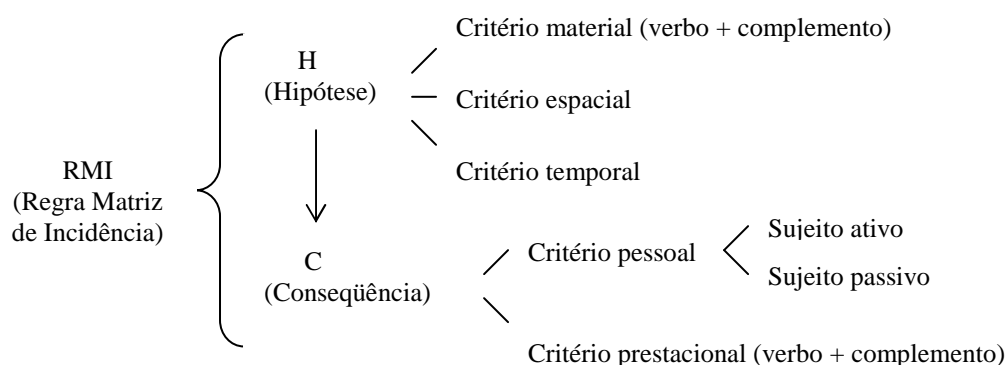 RMI
(Regra Matriz
de Incidência)
H
(Hipótese)
Critério material (verbo + complemento)
Critério espacial
Critério temporal
C
(Conseqüência)
Critério pessoal
Sujeito ativo
Sujeito passivo
Critério prestacional (verbo + complemento)